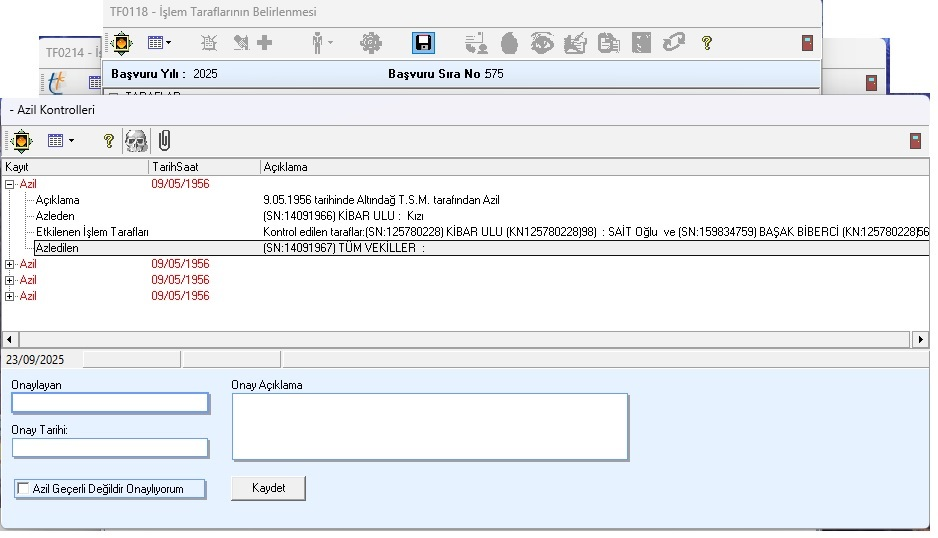 TF0118 - İşlem Taraflarının Belirlenmesi
TF0214 - İş
Başvuru Yılı : 2025 Başvuru Sıra No 575
TARAFLAR
- Azil Kontrolleri
Kayıt TarihSaat Açıklama
Azil 09/05/1956
Açıklama 9.05.1956 tarihinde Altındağ T.S.M. tarafından Azil
Azleden (SN:14091966) KİBAR ULU : Kızı
Etkilenen İşlem Tarafları Kontrol edilen taraflar:(SN:125780228) KİBAR ULU (KN125780228)98) : SAİT Oğlu ve (SN:159834759) BAŞAK BİBERCİ (KN:125780228)56
Azledilen (SN:14091967) TÜM VEKİLLER :
Azil 09/05/1956
Azil 09/05/1956
Azil 09/05/1956
23/09/2025
Onaylayan Onay Açıklama
Onay Tarihi:
Azil Geçerli Değildir Onaylıyorum Kaydet